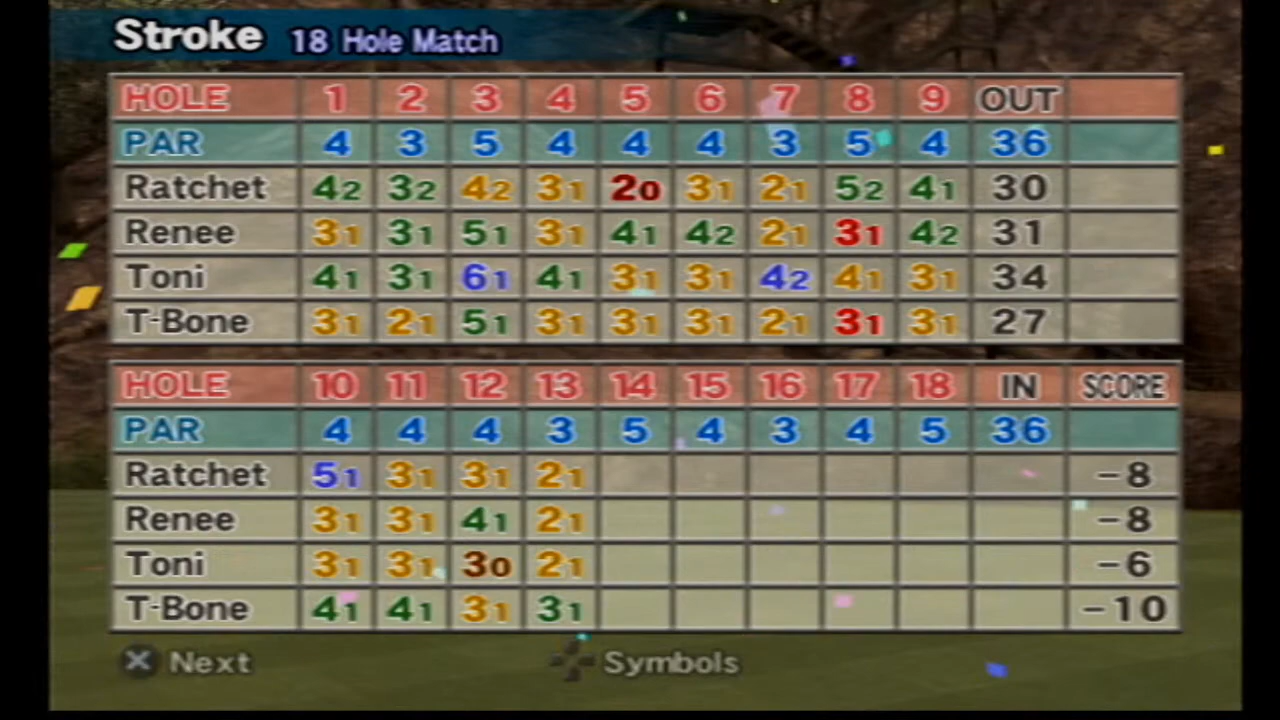 Stroke 18 Hole Match
HOLE 1 2 3 4 5 6 7 8 9 OUT
PAR 4 3 5 4 4 4 3 5 4 36
Ratchet 42 32 42 31 20 31 21 52 41 30
Renee 31 31 51 31 41 42 21 31 42 31
Toni 41 31 61 41 31 31 42 41 31 34
T-Bone 31 21 51 31 31 31 21 31 31 27
HOLE 10 11 12 13 14 15 16 17 18 IN SCORE
PAR 4 4 4 3 5 4 3 4 5 36
Ratchet 51 31 31 21 -8
Renee 31 31 41 21 -8
Toni 31 31 30 21 -6
T-Bone 41 41 31 31 -10
Next Symbols